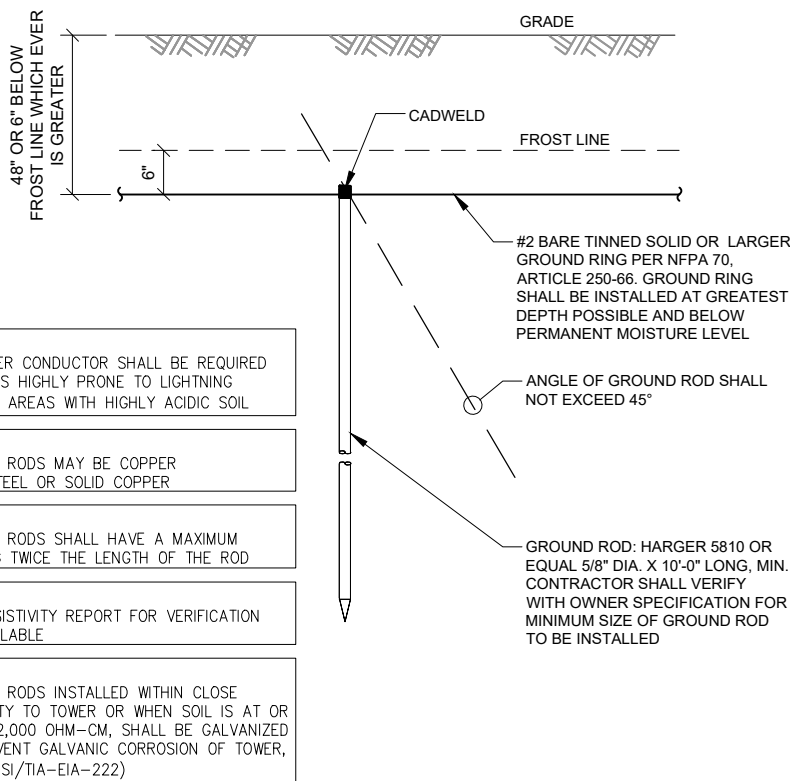 GRADE
48" OR 6" BELOW
FROST LINE WHICH EVER
IS GREATER
CADWELD
FROST LINE
6"
#2 BARE TINNED SOLID OR LARGER
GROUND RING PER NFPA 70,
ARTICLE 250-66. GROUND RING
SHALL BE INSTALLED AT GREATEST
DEPTH POSSIBLE AND BELOW
PERMANENT MOISTURE LEVEL
ANGLE OF GROUND ROD SHALL
NOT EXCEED 45°
GROUND ROD: HARGER 5810 OR
EQUAL 5/8" DIA. X 10'-0" LONG, MIN.
CONTRACTOR SHALL VERIFY
WITH OWNER SPECIFICATION FOR
MINIMUM SIZE OF GROUND ROD
TO BE INSTALLED
CONDUCTOR SHALL BE REQUIRED
HIGHLY PRONE TO LIGHTNING
AREAS WITH HIGHLY ACIDIC SOIL
RODS MAY BE COPPER
OR SOLID COPPER
RODS SHALL HAVE A MAXIMUM
TWICE THE LENGTH OF THE ROD
REPORT FOR VERIFICATION
RODS INSTALLED WITHIN CLOSE
TO TOWER OR WHEN SOIL IS AT OR
2,000 OHM-CM, SHALL BE GALVANIZED
GALVANIC CORROSION OF TOWER,
SI/TIA-EIA-222)